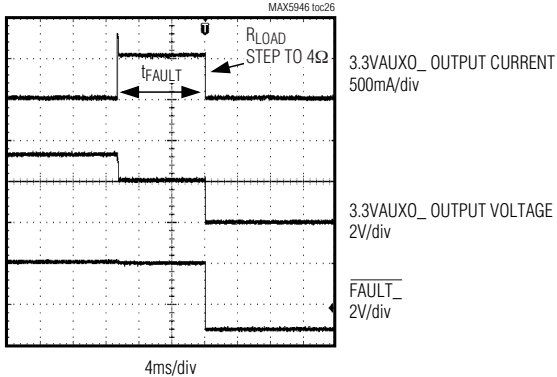 MAX5946 toc26
T
RLOAD
STEP TO 4Ω
tFAULT
3.3VAUXO_ OUTPUT CURRENT
500mA/div
3.3VAUXO_ OUTPUT VOLTAGE
2V/div
FAULT_
2V/div
4ms/div